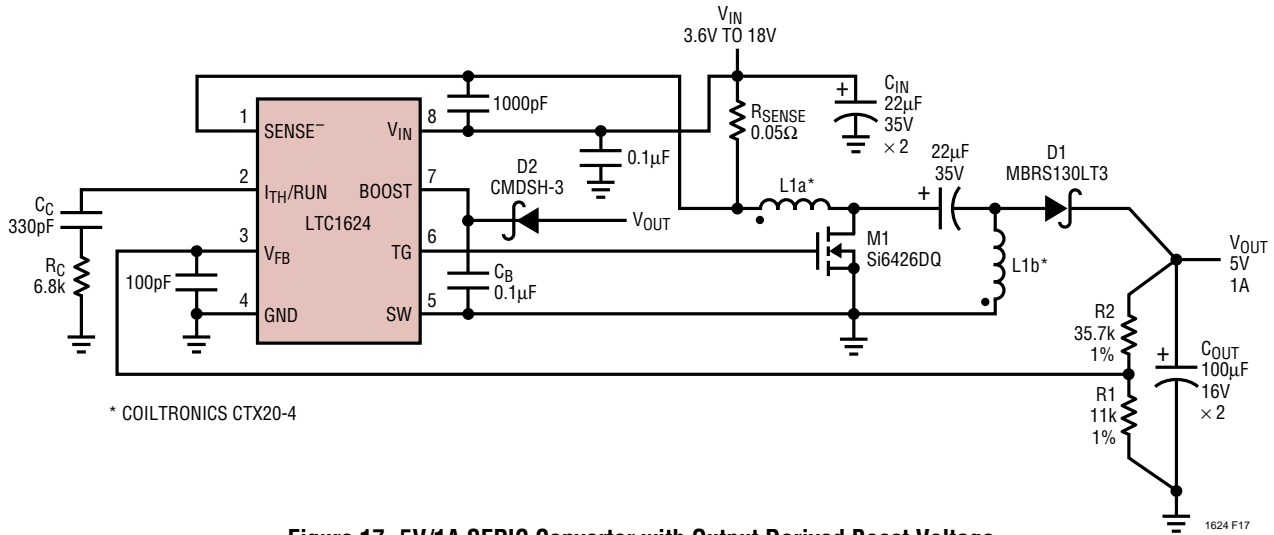 V_IN
3.6V TO 18V
1000pF
1
SENSE⁻
V_IN
8
R_SENSE
0.05Ω
+
C_IN
22µF
35V
× 2
0.1µF
D2
CMDSH-3
22µF
35V
+
D1
MBRS130LT3
2
I_TH/RUN
BOOST
7
L1a*
C_C
330pF
LTC1624
V_OUT
3
V_FB
TG
6
M1
Si6426DQ
L1b*
V_OUT
5V
1A
R_C
6.8k
100pF
C_B
0.1µF
4
GND
SW
5
R2
35.7k
1%
+
C_OUT
100µF
16V
× 2
R1
11k
1%
* COILTRONICS CTX20-4
1624 F17
Figure 17. 5V/1A SEPIC Converter with Output Derived Boost Voltage